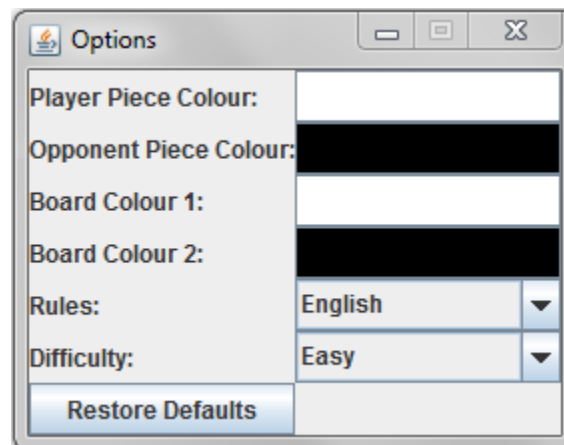 Options
Player Piece Colour:
Opponent Piece Colour:
Board Colour 1:
Board Colour 2:
Rules: English
Difficulty: Easy
Restore Defaults